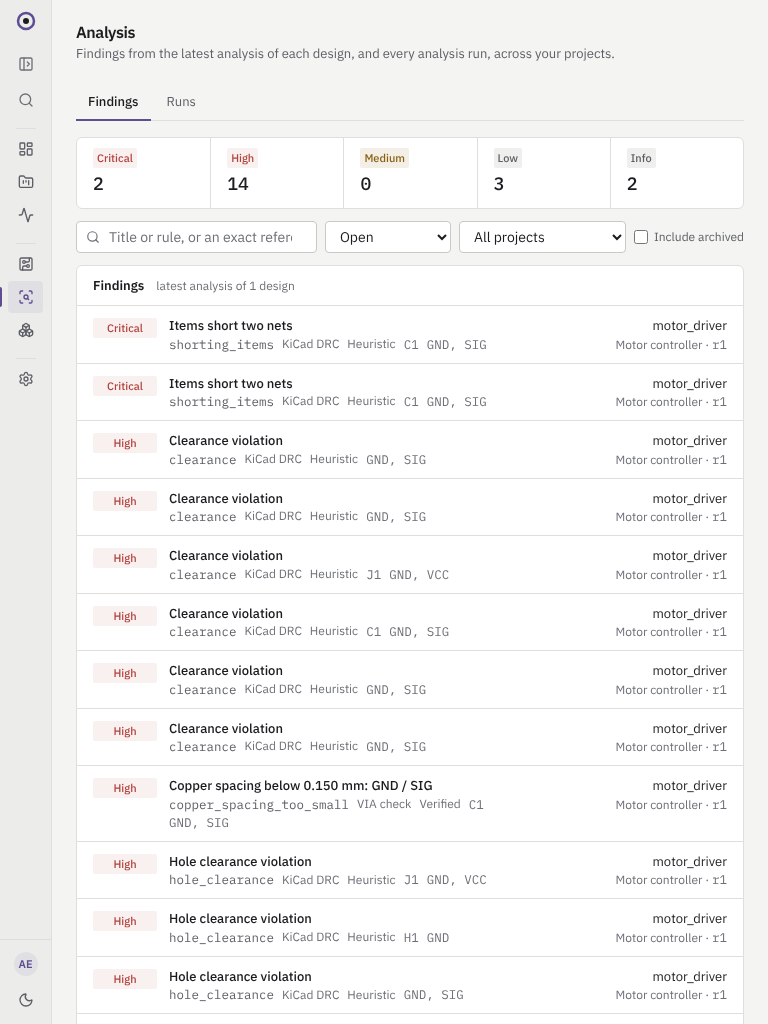 Analysis
Findings from the latest analysis of each design, and every analysis run, across your projects.
Findings Runs
Critical High Medium Low Info
2 14 0 3 2
Title or rule, or an exact refere Open All projects Include archived
Findings latest analysis of 1 design
Critical Items short two nets motor_driver
shorting_items KiCad DRC Heuristic C1 GND, SIG Motor controller · r1
Critical Items short two nets motor_driver
shorting_items KiCad DRC Heuristic C1 GND, SIG Motor controller · r1
High Clearance violation motor_driver
clearance KiCad DRC Heuristic GND, SIG Motor controller · r1
High Clearance violation motor_driver
clearance KiCad DRC Heuristic GND, SIG Motor controller · r1
High Clearance violation motor_driver
clearance KiCad DRC Heuristic J1 GND, VCC Motor controller · r1
High Clearance violation motor_driver
clearance KiCad DRC Heuristic C1 GND, SIG Motor controller · r1
High Clearance violation motor_driver
clearance KiCad DRC Heuristic GND, SIG Motor controller · r1
High Clearance violation motor_driver
clearance KiCad DRC Heuristic GND, SIG Motor controller · r1
High Copper spacing below 0.150 mm: GND / SIG motor_driver
copper_spacing_too_small VIA check Verified C1 Motor controller · r1
GND, SIG
High Hole clearance violation motor_driver
hole_clearance KiCad DRC Heuristic J1 GND, VCC Motor controller · r1
High Hole clearance violation motor_driver
hole_clearance KiCad DRC Heuristic H1 GND Motor controller · r1
High Hole clearance violation motor_driver
hole_clearance KiCad DRC Heuristic GND, SIG Motor controller · r1
AE